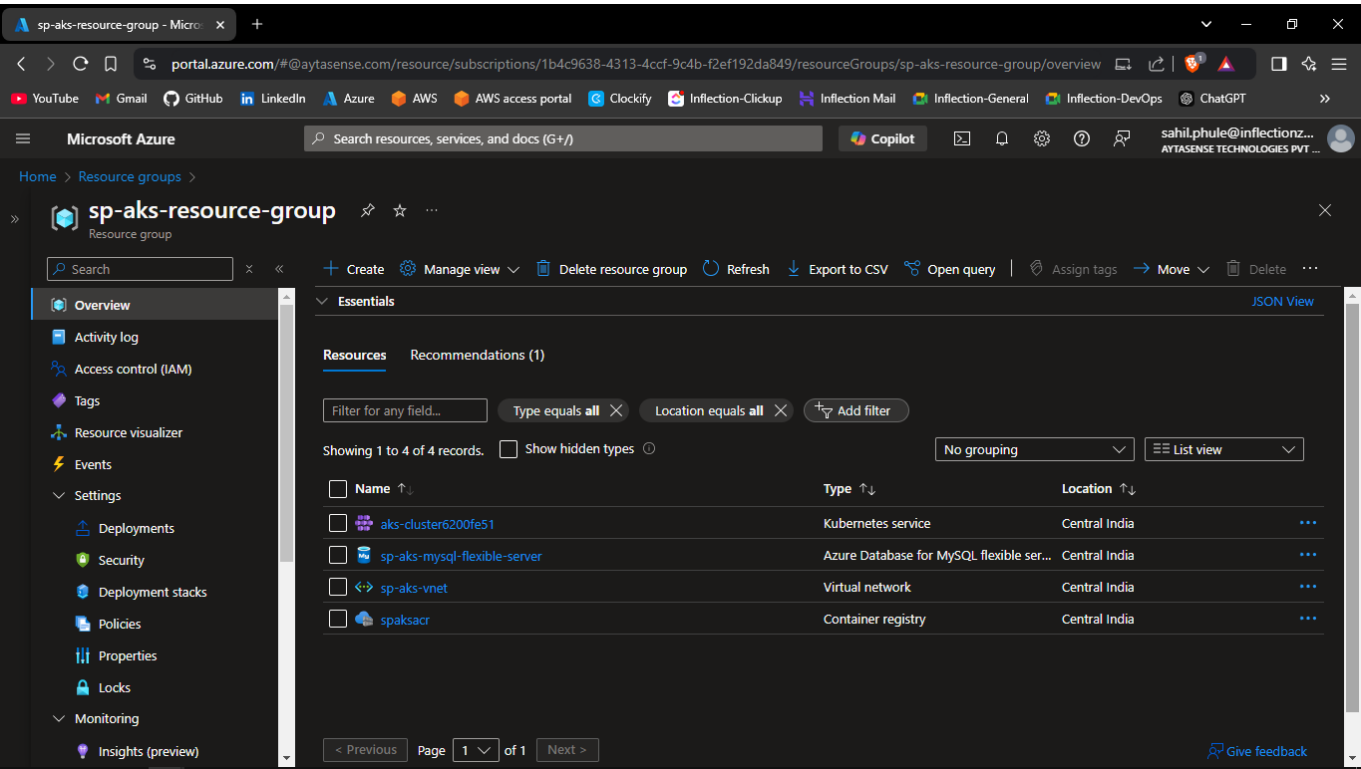 sp-aks-resource-group - Micro
portal.azure.com/#@aytasense.com/resource/subscriptions/1b4c9638-4313-4ccf-9c4b-f2ef192da849/resourceGroups/sp-aks-resource-group/overview
YouTube Gmail GitHub LinkedIn Azure AWS AWS access portal Clockify Inflection-Clickup Inflection Mail Inflection-General Inflection-DevOps ChatGPT
Microsoft Azure Search resources, services, and docs (G+/) Copilot sahil.phule@inflectionz...
AYTASENSE TECHNOLOGIES PVT ...
Home > Resource groups >
sp-aks-resource-group
Resource group
Search
Create Manage view Delete resource group Refresh Export to CSV Open query Assign tags Move Delete
Overview
Activity log
Access control (IAM)
Tags
Resource visualizer
Events
Settings
Deployments
Security
Deployment stacks
Policies
Properties
Locks
Monitoring
Insights (preview)
Essentials JSON View
Resources Recommendations (1)
Filter for any field... Type equals all Location equals all Add filter
Showing 1 to 4 of 4 records. Show hidden types No grouping List view
Name Type Location
aks-cluster6200fe51 Kubernetes service Central India
sp-aks-mysql-flexible-server Azure Database for MySQL flexible ser... Central India
sp-aks-vnet Virtual network Central India
spaksacr Container registry Central India
< Previous Page 1 of 1 Next > Give feedback